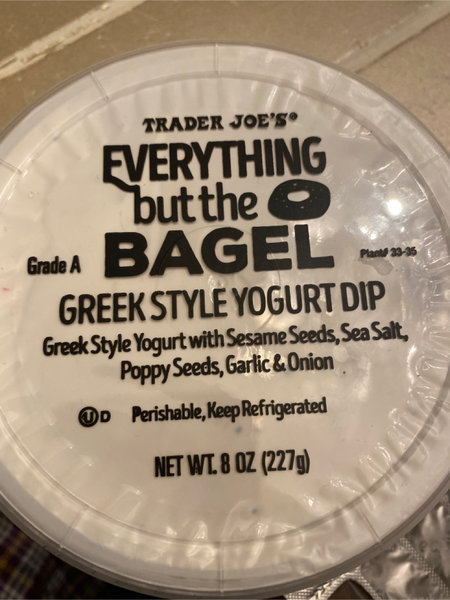 TRADER JOE'S®
EVERYTHING
but the
BAGEL
Grade A
Plant# 33-35
GREEK STYLE YOGURT DIP
Greek Style Yogurt with Sesame Seeds, Sea Salt,
Poppy Seeds, Garlic & Onion
U D Perishable, Keep Refrigerated
NET WT. 8 OZ (227g)